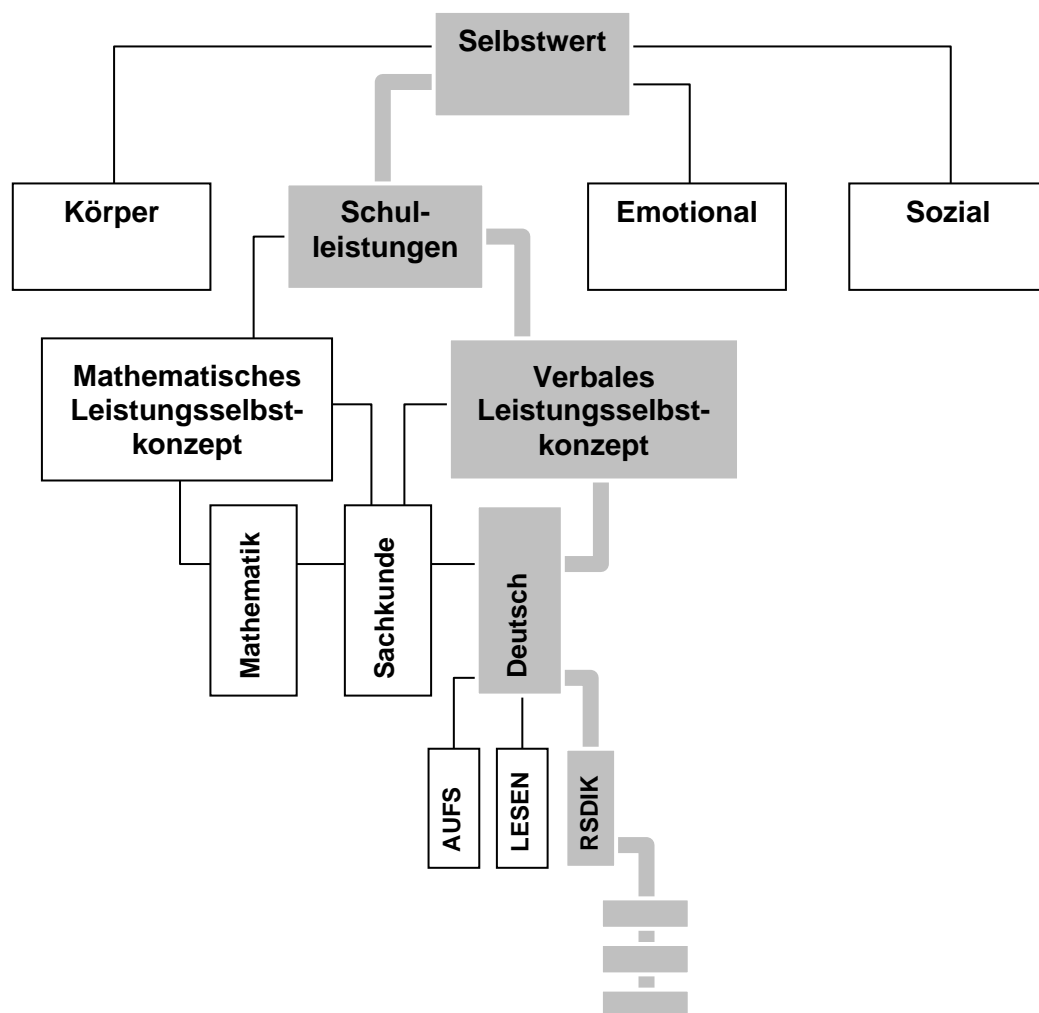 Selbstwert
Körper
Schul-
leistungen
Emotional
Sozial
Mathematisches
Leistungsselbst-
konzept
Verbales
Leistungsselbst-
konzept
Mathematik
Sachkunde
Deutsch
AUFS
LESEN
RSDIK